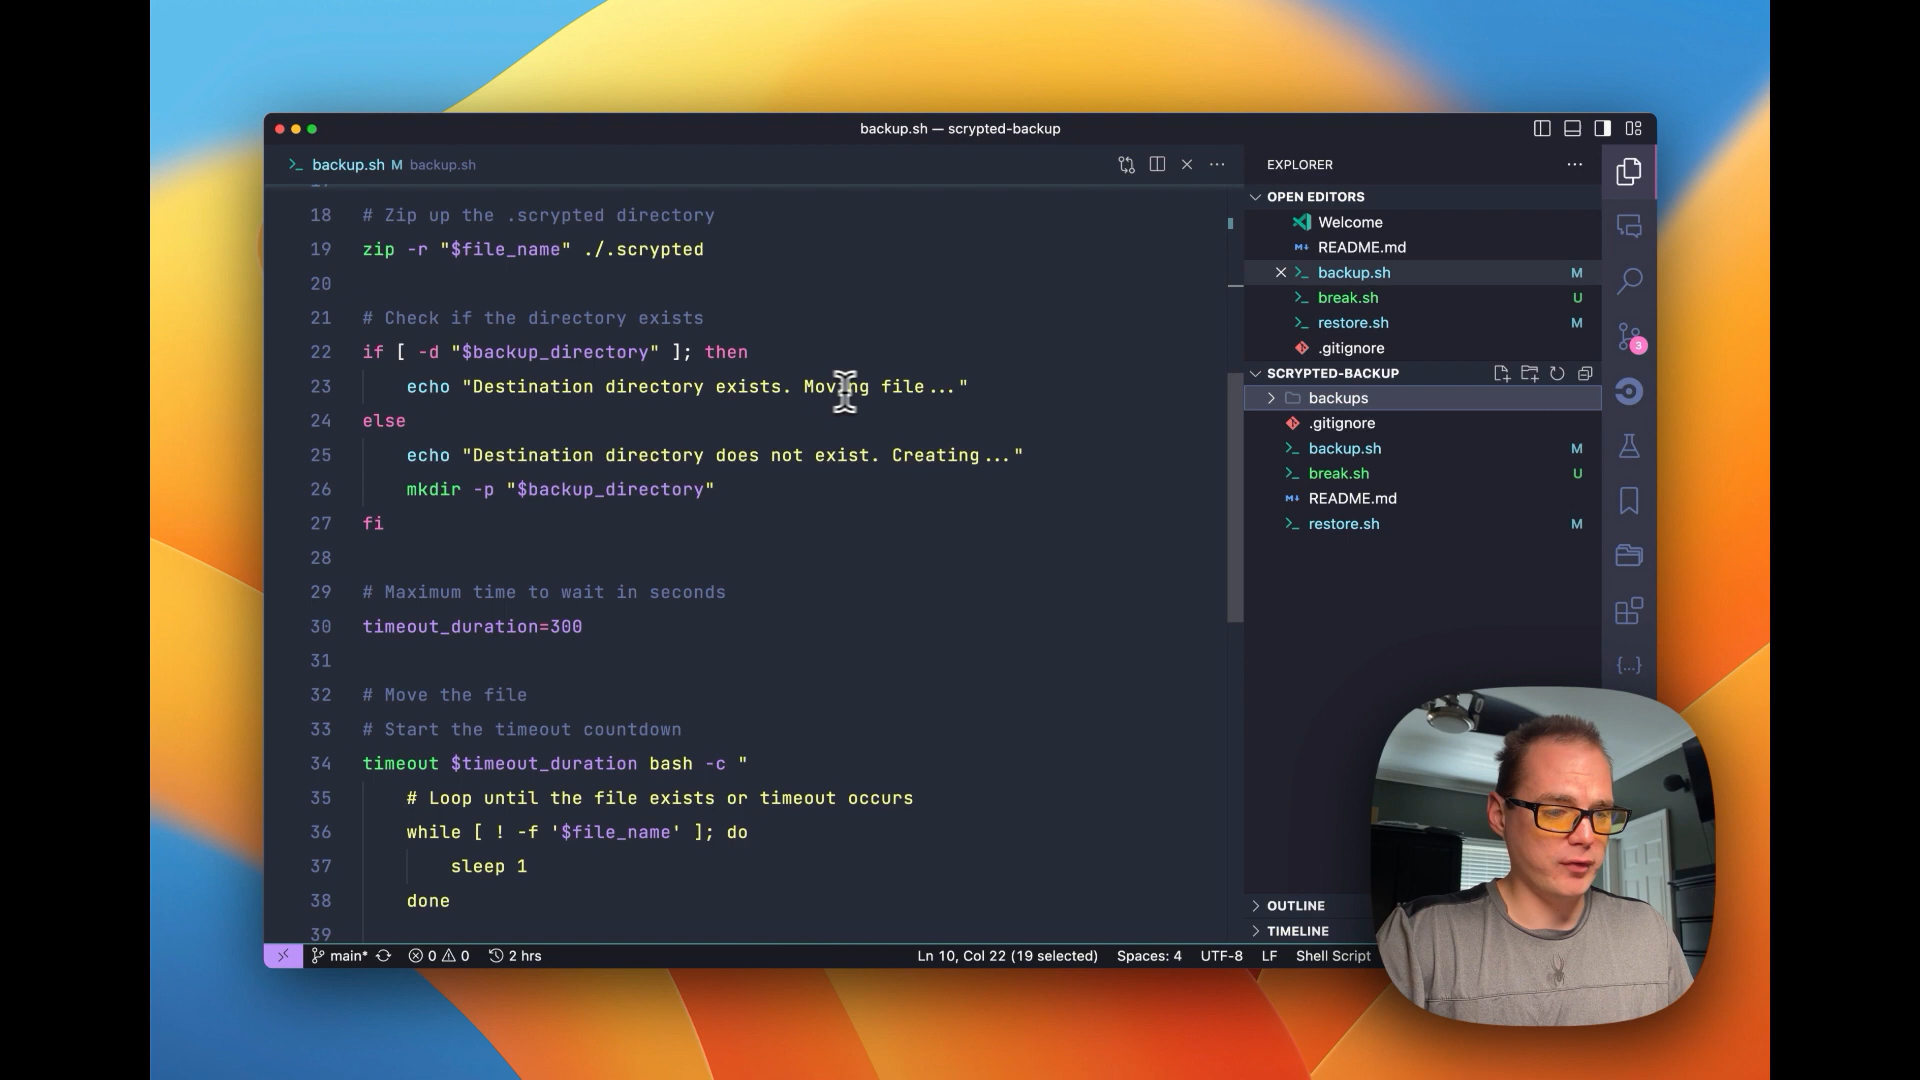 backup.sh — scrypted-backup
backup.sh M backup.sh
18 # Zip up the .scrypted directory
19 zip -r "$file_name" ./.scrypted
20
21 # Check if the directory exists
22 if [ -d "$backup_directory" ]; then
23 echo "Destination directory exists. Moving file..."
24 else
25 echo "Destination directory does not exist. Creating..."
26 mkdir -p "$backup_directory"
27 fi
28
29 # Maximum time to wait in seconds
30 timeout_duration=300
31
32 # Move the file
33 # Start the timeout countdown
34 timeout $timeout_duration bash -c "
35 # Loop until the file exists or timeout occurs
36 while [ ! -f '$file_name' ]; do
37 sleep 1
38 done
39
EXPLORER
OPEN EDITORS
Welcome
README.md
backup.sh M
break.sh U
restore.sh M
.gitignore
SCRYPTED-BACKUP
backups
.gitignore
backup.sh M
break.sh U
README.md
restore.sh M
OUTLINE
TIMELINE
3
{...}
main* 0 0 2 hrs
Ln 10, Col 22 (19 selected) Spaces: 4 UTF-8 LF Shell Script